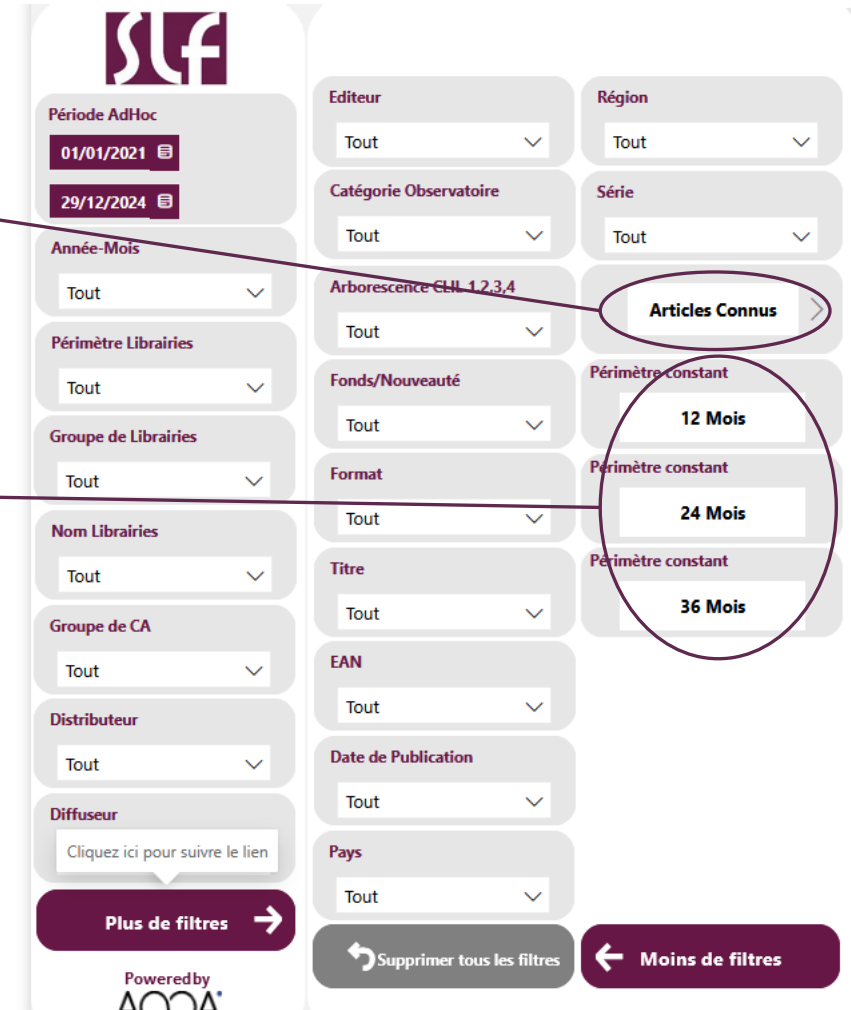 SLF
Période AdHoc
01/01/2021
29/12/2024
Année-Mois
Tout
Périmètre Librairies
Tout
Groupe de Librairies
Tout
Nom Librairies
Tout
Groupe de CA
Tout
Distributeur
Tout
Diffuseur
Cliquez ici pour suivre le lien
Plus de filtres
Powered by
Editeur
Tout
Catégorie Observatoire
Tout
Arborescence CLIL 1,2,3,4
Tout
Fonds/Nouveauté
Tout
Format
Tout
Titre
Tout
EAN
Tout
Date de Publication
Tout
Pays
Tout
Supprimer tous les filtres
Région
Tout
Série
Tout
Articles Connus
Périmètre constant
12 Mois
Périmètre constant
24 Mois
Périmètre constant
36 Mois
Moins de filtres